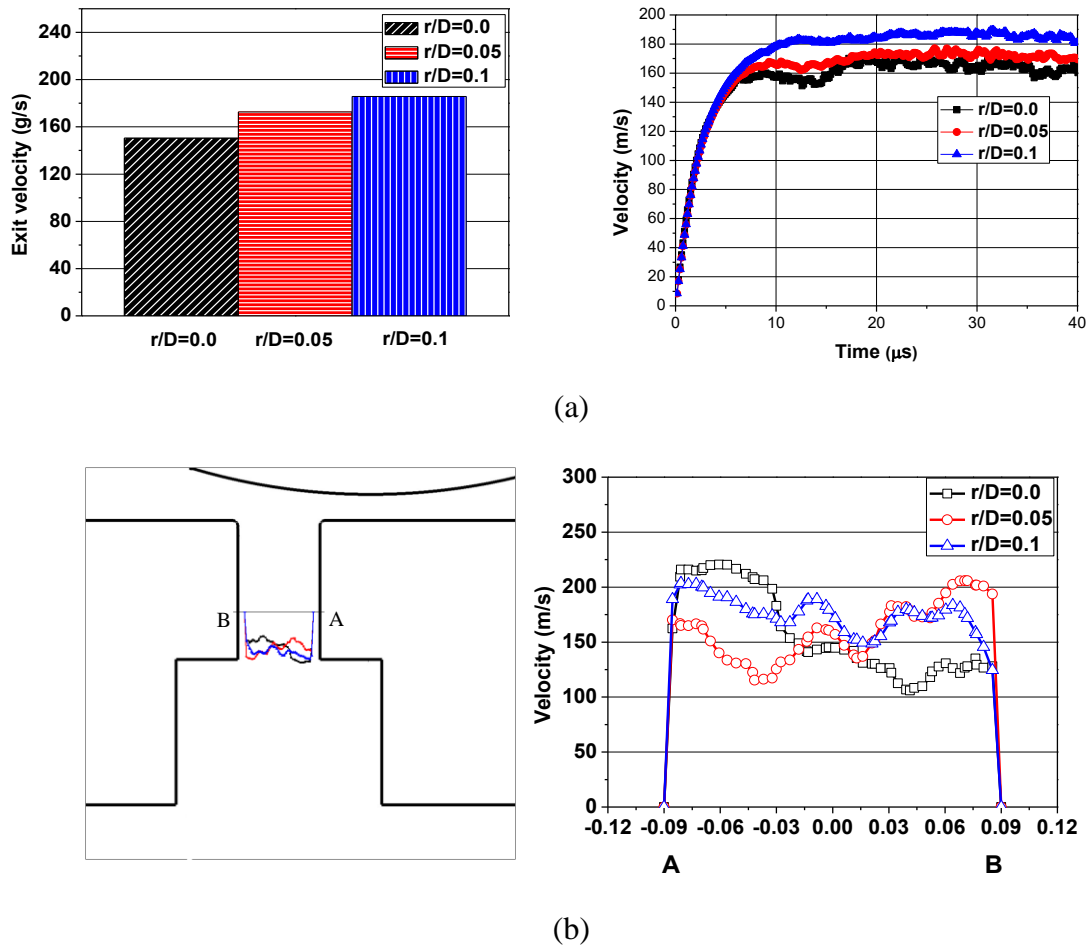 Exit velocity (g/s)
280
240
200
160
120
80
40
0
r/D=0.0
r/D=0.05
r/D=0.1
r/D=0.0
r/D=0.05
r/D=0.1
Velocity (m/s)
200
180
160
140
120
100
80
60
40
20
0
r/D=0.0
r/D=0.05
r/D=0.1
0
10
20
30
40
Time (μs)
(a)
B
A
Velocity (m/s)
300
250
200
150
100
50
0
r/D=0.0
r/D=0.05
r/D=0.1
-0.12 -0.09 -0.06 -0.03 0.00 0.03 0.06 0.09 0.12
A
B
(b)